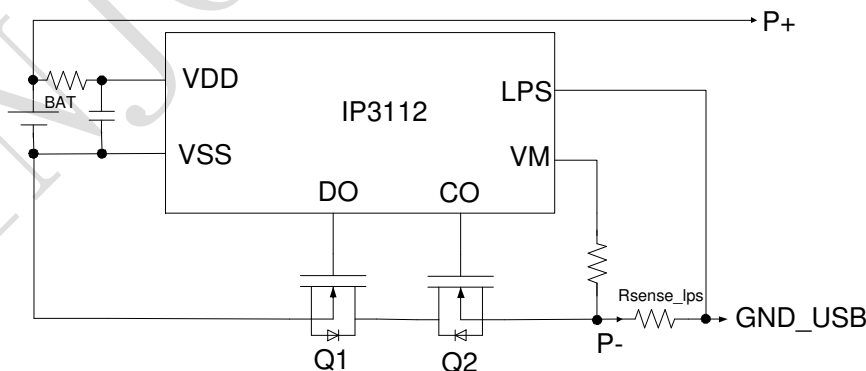 P+
VDD
LPS
BAT
IP3112
VSS
VM
DO
CO
Rsense_lps
GND_USB
P-
Q1
Q2